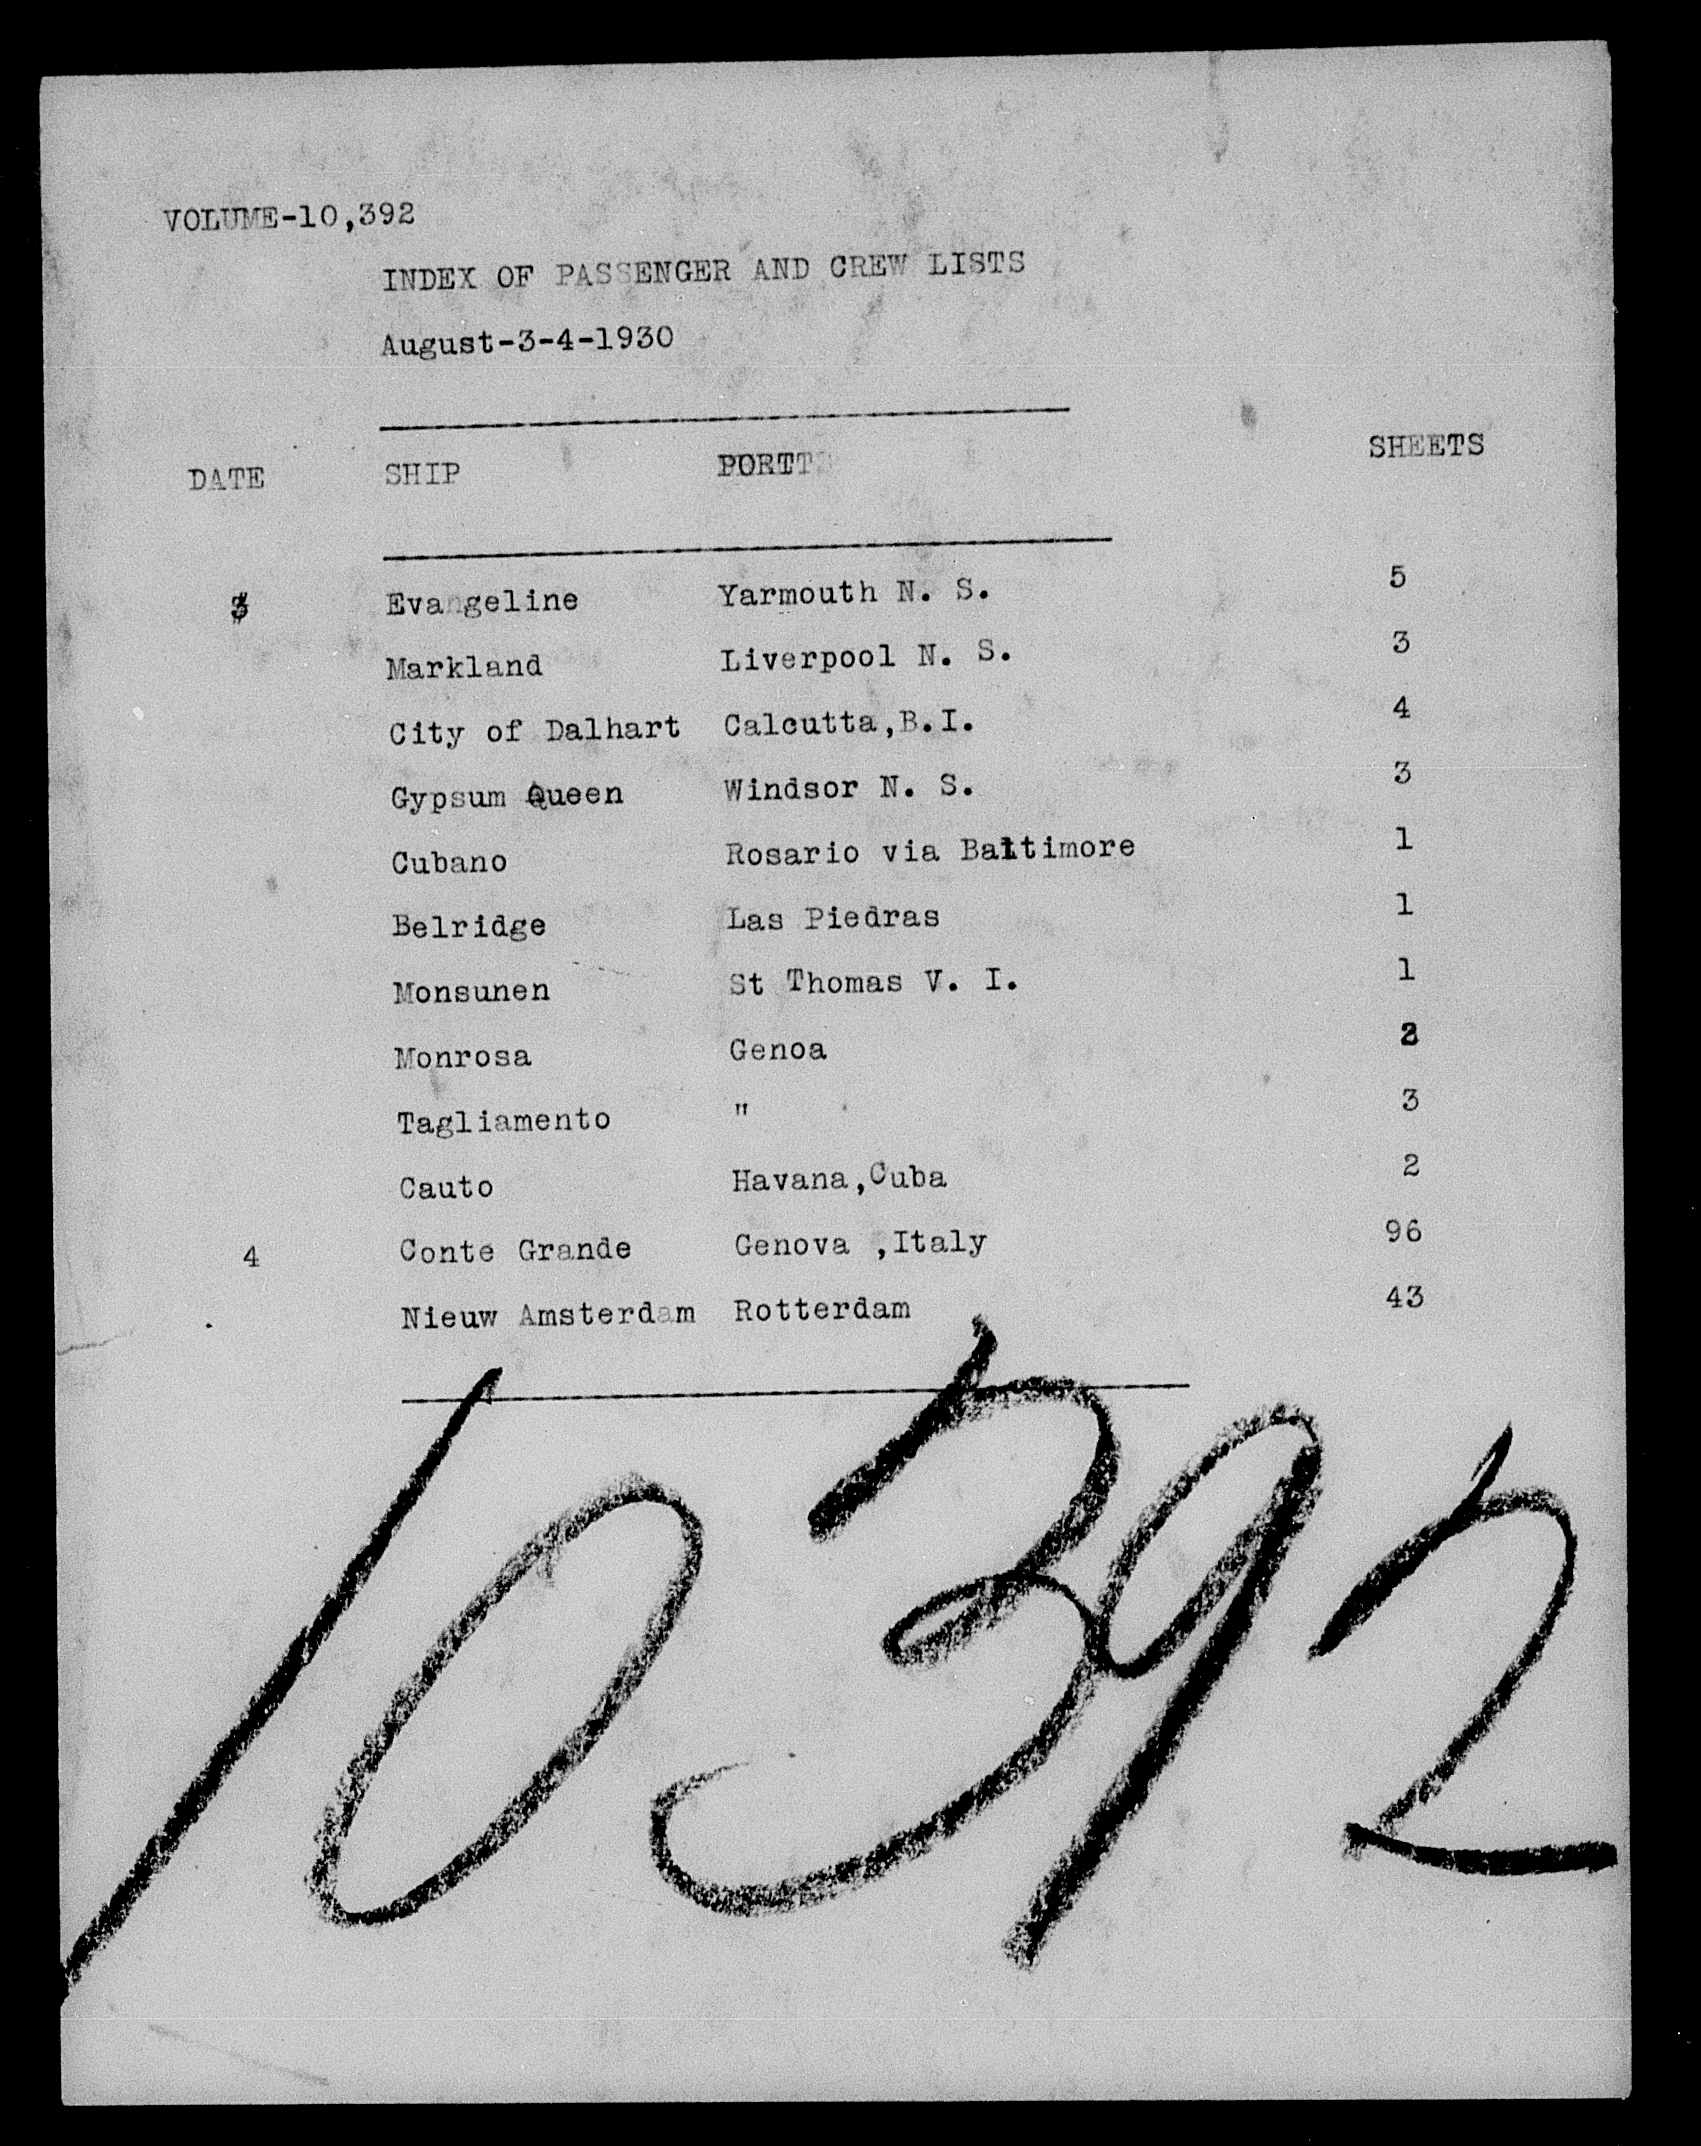 VOLUME-10,392
INDEX OF PASSENGER AND CREW LISTS
August-3-4-1930
DATE SHIP PORT SHEETS
3 Evangeline Yarmouth N. S. 5
Markland Liverpool N. S. 3
City of Dalhart Calcutta,B.I. 4
Gypsum Queen Windsor N. S. 3
Cubano Rosario via Baltimore 1
Belridge Las Piedras 1
Monsunen St Thomas V. I. 1
Monrosa Genoa
Tagliamento " 3
Cauto Havana,Cuba 2
4 Conte Grande Genova ,Italy 96
Nieuw Amsterdam Rotterdam 43
10392